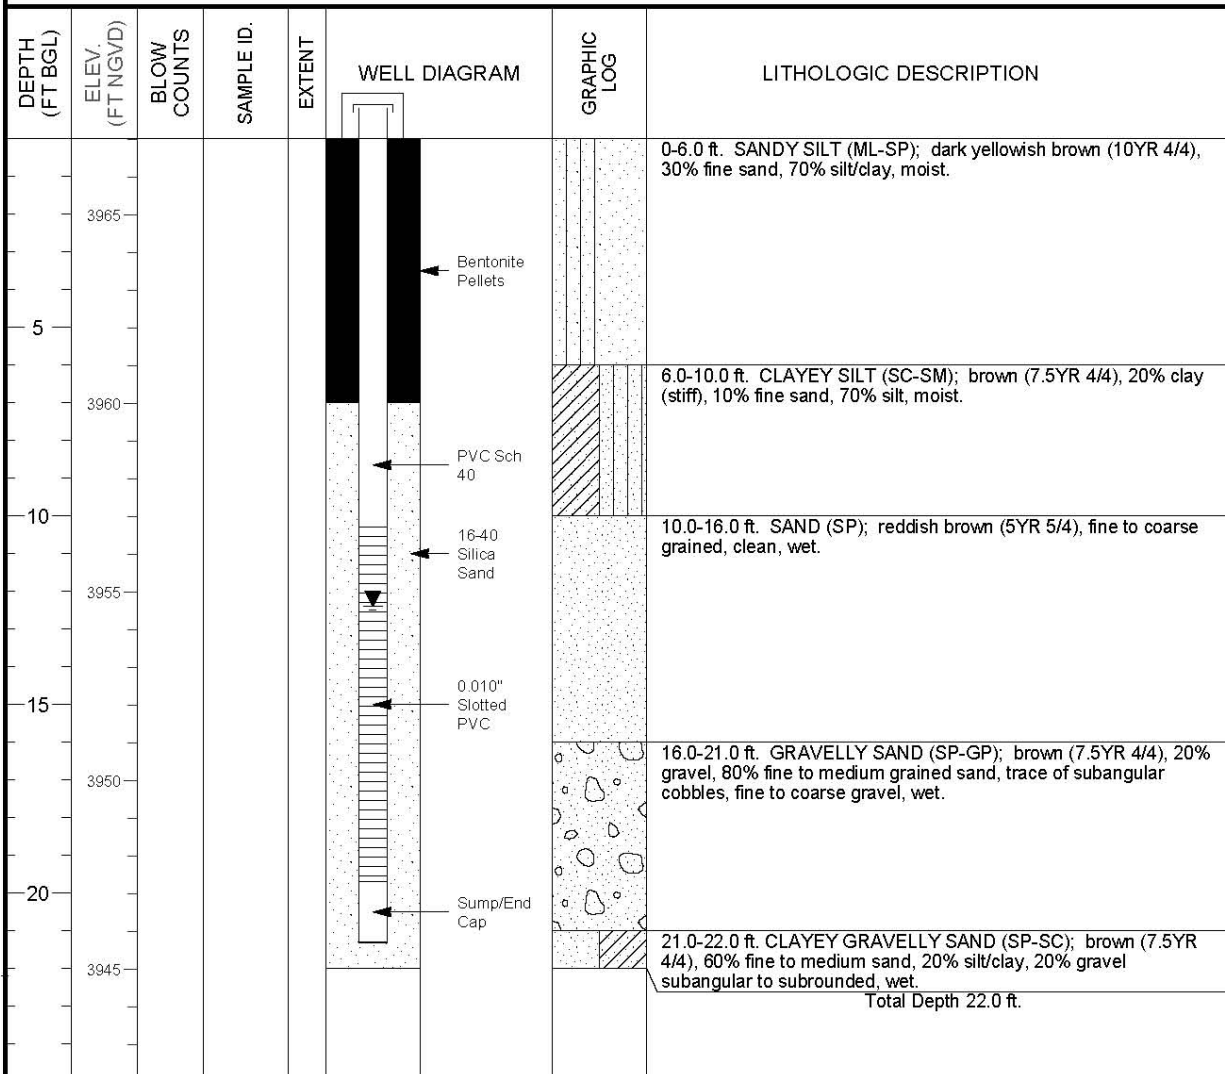 DEPTH
(FT BGL)
ELEV.
(FT NGVD)
BLOW
COUNTS
SAMPLE ID.
EXTENT
WELL DIAGRAM
GRAPHIC
LOG
LITHOLOGIC DESCRIPTION
0-6.0 ft. SANDY SILT (ML-SP); dark yellowish brown (10YR 4/4),
30% fine sand, 70% silt/clay, moist.
3965
Bentonite
Pellets
5
6.0-10.0 ft. CLAYEY SILT (SC-SM); brown (7.5YR 4/4), 20% clay
(stiff), 10% fine sand, 70% silt, moist.
3960
PVC Sch
40
10
10.0-16.0 ft. SAND (SP); reddish brown (5YR 5/4), fine to coarse
grained, clean, wet.
16-40
Silica
Sand
3955
0.010"
Slotted
PVC
15
16.0-21.0 ft. GRAVELLY SAND (SP-GP); brown (7.5YR 4/4), 20%
gravel, 80% fine to medium grained sand, trace of subangular
cobbles, fine to coarse gravel, wet.
3950
20
Sump/End
Cap
21.0-22.0 ft. CLAYEY GRAVELLY SAND (SP-SC); brown (7.5YR
4/4), 60% fine to medium sand, 20% silt/clay, 20% gravel
subangular to subrounded, wet.
3945
Total Depth 22.0 ft.